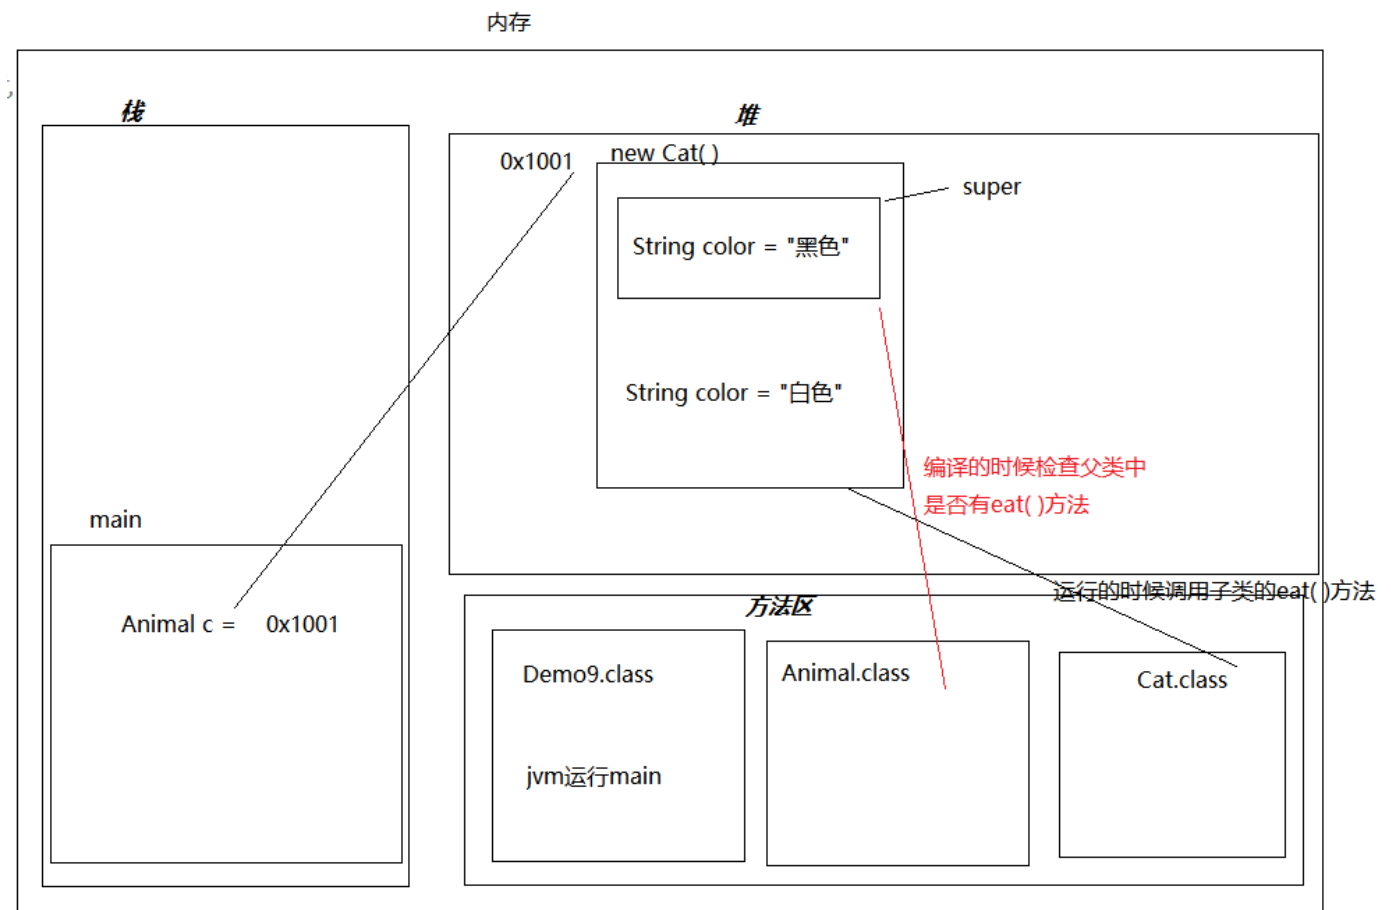 内存
;
栈
堆
0x1001
new Cat( )
super
String color = "黑色"
String color = "白色"
编译的时候检查父类中
是否有eat( )方法
main
Animal c = 0x1001
运行的时候调用子类的eat( )方法
方法区
Demo9.class
Animal.class
Cat.class
jvm运行main